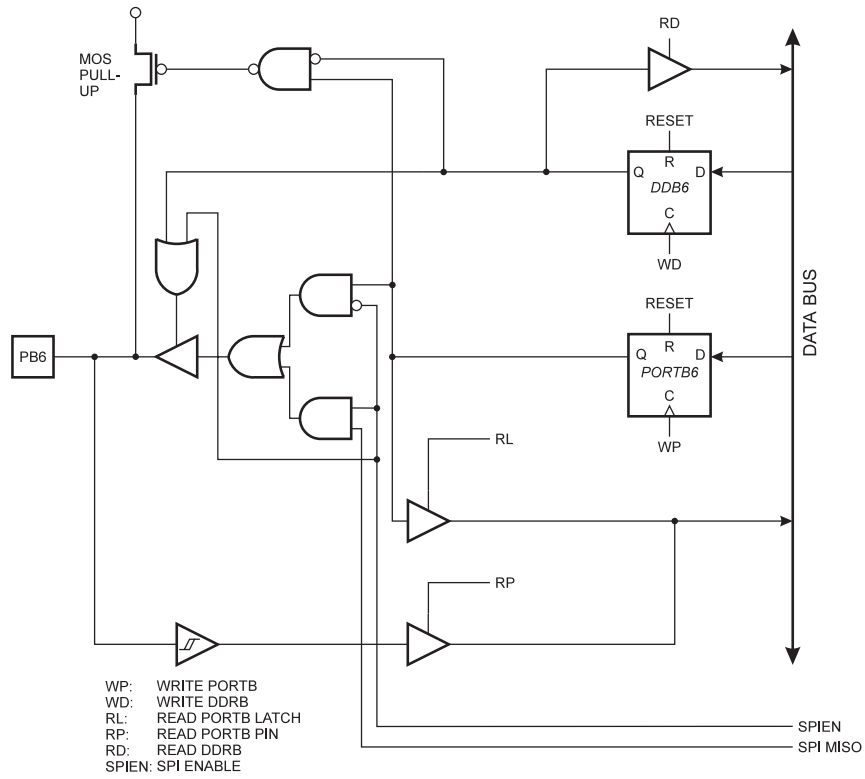 RD
MOS
PULL-
UP
RESET
R
Q
D
DDB6
C
WD
RESET
R
PB6
Q
D
PORTB6
C
WP
DATA BUS
RL
RP
WP: WRITE PORTB
WD: WRITE DDRB
RL: READ PORTB LATCH
RP: READ PORTB PIN
RD: READ DDRB
SPIEN: SPI ENABLE
SPIEN
SPI MISO